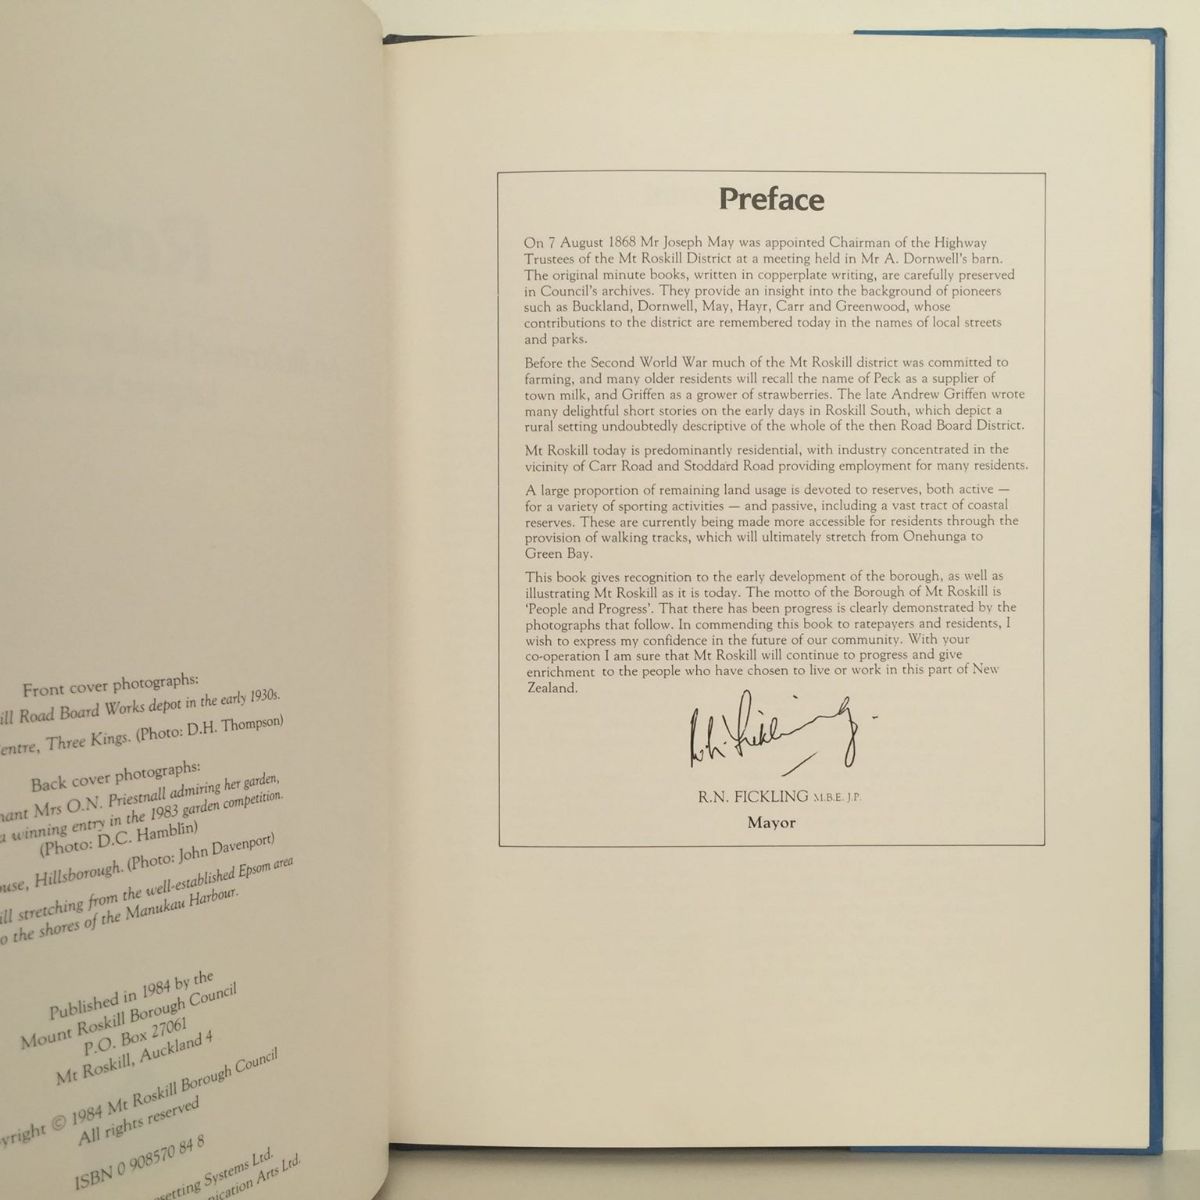 Front cover photographs:
ill Road Board Works depot in the early 1930s.
entre, Three Kings. (Photo: D.H. Thompson)
Back cover photographs:
nant Mrs O.N. Priestnall admiring her garden,
a winning entry in the 1983 garden competition.
(Photo: D.C. Hamblin)
ouse, Hillsborough. (Photo: John Davenport)
ill stretching from the well-established Epsom area
o the shores of the Manukau Harbour.
Published in 1984 by the
Mount Roskill Borough Council
P.O. Box 27061
Mt Roskill, Auckland 4
yright © 1984 Mt Roskill Borough Council
All rights reserved
ISBN 0 908570 84 8
setting Systems Ltd.
nication Arts Ltd.
Preface
On 7 August 1868 Mr Joseph May was appointed Chairman of the Highway
Trustees of the Mt Roskill District at a meeting held in Mr A. Dornwell's barn.
The original minute books, written in copperplate writing, are carefully preserved
in Council's archives. They provide an insight into the background of pioneers
such as Buckland, Dornwell, May, Hayr, Carr and Greenwood, whose
contributions to the district are remembered today in the names of local streets
and parks.
Before the Second World War much of the Mt Roskill district was committed to
farming, and many older residents will recall the name of Peck as a supplier of
town milk, and Griffen as a grower of strawberries. The late Andrew Griffen wrote
many delightful short stories on the early days in Roskill South, which depict a
rural setting undoubtedly descriptive of the whole of the then Road Board District.
Mt Roskill today is predominantly residential, with industry concentrated in the
vicinity of Carr Road and Stoddard Road providing employment for many residents.
A large proportion of remaining land usage is devoted to reserves, both active —
for a variety of sporting activities — and passive, including a vast tract of coastal
reserves. These are currently being made more accessible for residents through the
provision of walking tracks, which will ultimately stretch from Onehunga to
Green Bay.
This book gives recognition to the early development of the borough, as well as
illustrating Mt Roskill as it is today. The motto of the Borough of Mt Roskill is
'People and Progress'. That there has been progress is clearly demonstrated by the
photographs that follow. In commending this book to ratepayers and residents, I
wish to express my confidence in the future of our community. With your
co-operation I am sure that Mt Roskill will continue to progress and give
enrichment to the people who have chosen to live or work in this part of New
Zealand.
R.N. FICKLING M.B.E. J.P.
Mayor